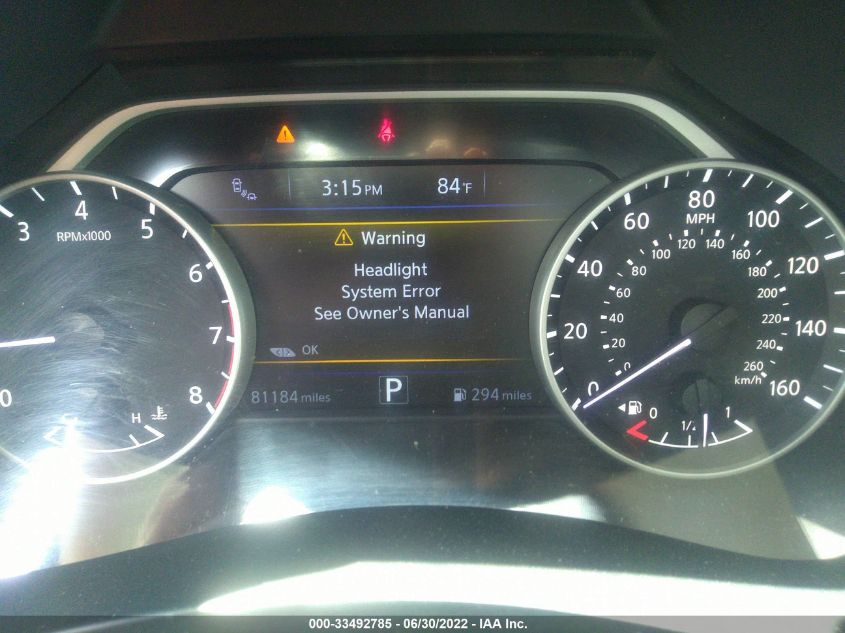 3:15 PM 84°F
Warning
Headlight
System Error
See Owner's Manual
OK
81184 miles P 294 miles
0 3 4 5 6 7 8
RPMx1000
H
0 20 40 60 80 100 120 140 160
MPH
0 20 40 60 80 100 120 140 160 180 200 220 240 260
km/h
0 1/2 1
000-33492785 - 06/30/2022 - IAA Inc.